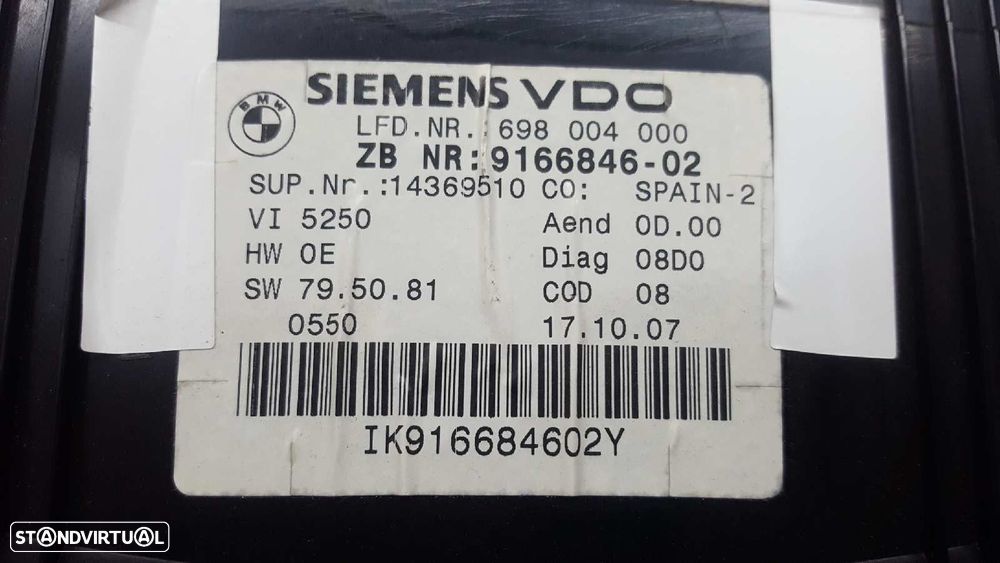 BMW
SIEMENS VDO
LFD.NR.:698 004 000
ZB NR:9166846-02
SUP.Nr.:14369510 CO: SPAIN-2
VI 5250 Aend 0D.00
HW 0E Diag 08D0
SW 79.50.81 COD 08
0550 17.10.07
IK916684602Y
STANDVIRTUAL